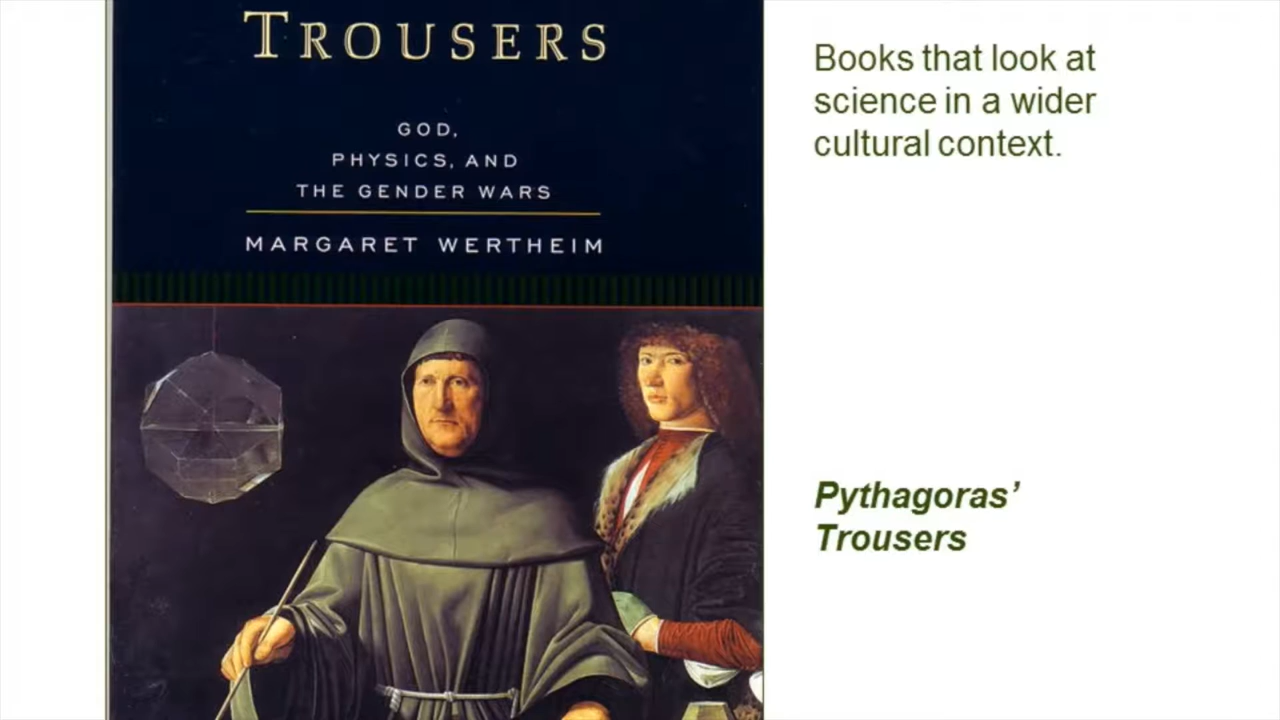 TROUSERS
GOD,
PHYSICS, AND
THE GENDER WARS
MARGARET WERTHEIM
Books that look at
science in a wider
cultural context.
Pythagoras’
Trousers